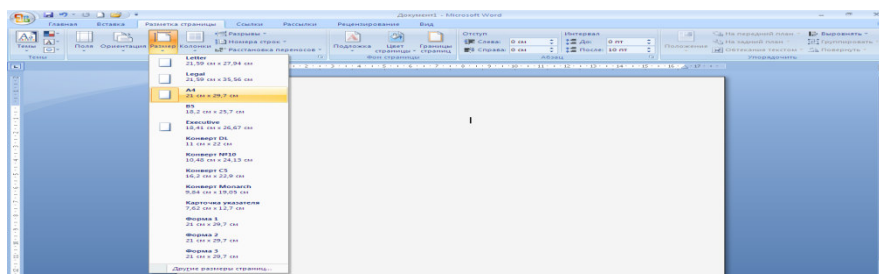 Документ1 - Microsoft Word
Главная Вставка Разметка страницы Ссылки Рассылки Рецензирование Вид
Темы
Поля Ориентация Размер Колонки
Разрывы
Номера строк
Расстановка переносов
Подложка Цвет страницы Границы страниц
Отступ
Слева: 0 см
Справа: 0 см
Интервал
До: 0 пт
После: 10 пт
Положение
На передний план
На задний план
Обтекание текстом
Выровнять
Группировать
Повернуть
Темы Фон страницы Абзац Упорядочить
Letter
21,59 см x 27,94 см
Legal
21,59 см x 35,56 см
A4
21 см x 29,7 см
B5
18,2 см x 25,7 см
Executive
18,41 см x 26,67 см
Конверт DL
11 см x 22 см
Конверт №10
10,48 см x 24,13 см
Конверт C5
16,2 см x 22,9 см
Конверт Monarch
9,84 см x 19,05 см
Карточка указателя
7,62 см x 12,7 см
Форма 1
21 см x 29,7 см
Форма 2
21 см x 29,7 см
Форма 3
21 см x 29,7 см
Другие размеры страниц...